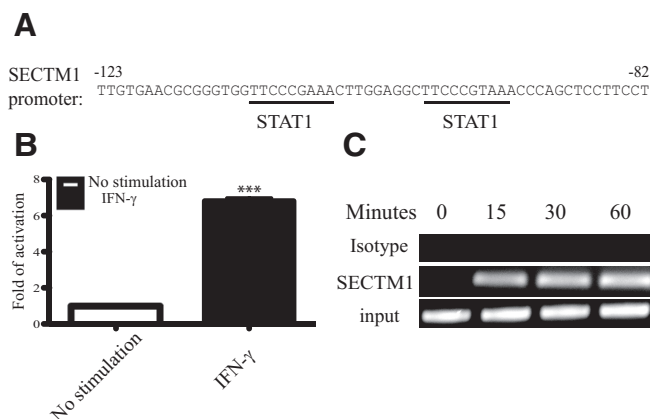 A
-123 -82
SECTM1 promoter: TTGTGAACGCGGGTGGTTCCCGAAACTTGGAGGCTTCCCGTAAACCCAGCTCCTTCCT
STAT1 STAT1
B
Fold of activation
8
6
4
2
0
No stimulation
IFN-γ
***
No stimulation
IFN-γ
C
Minutes 0 15 30 60
Isotype
SECTM1
input